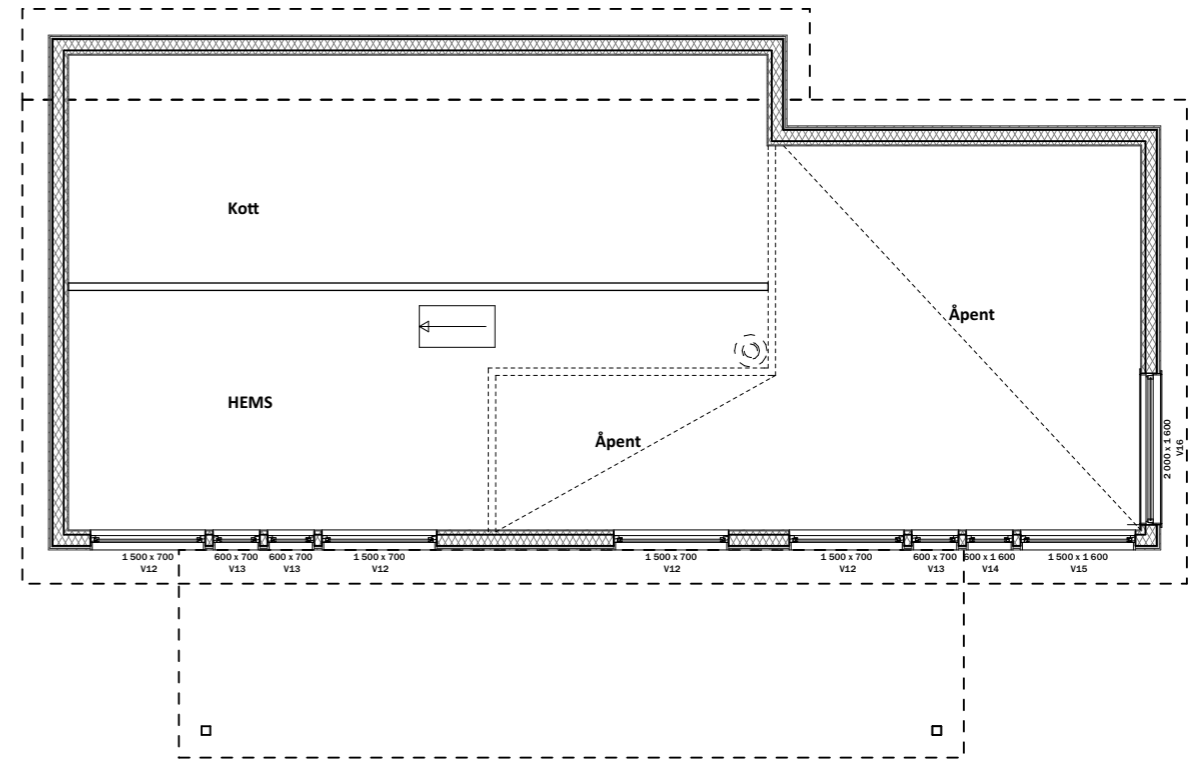 Kott
Åpent
HEMS
Åpent
2 000 x 1 600
V16
1 500 x 700
V12
600 x 700
V13
600 x 700
V13
1 500 x 700
V12
1 500 x 700
V12
1 500 x 700
V12
600 x 700
V13
600 x 1 600
V14
1 500 x 1 600
V15